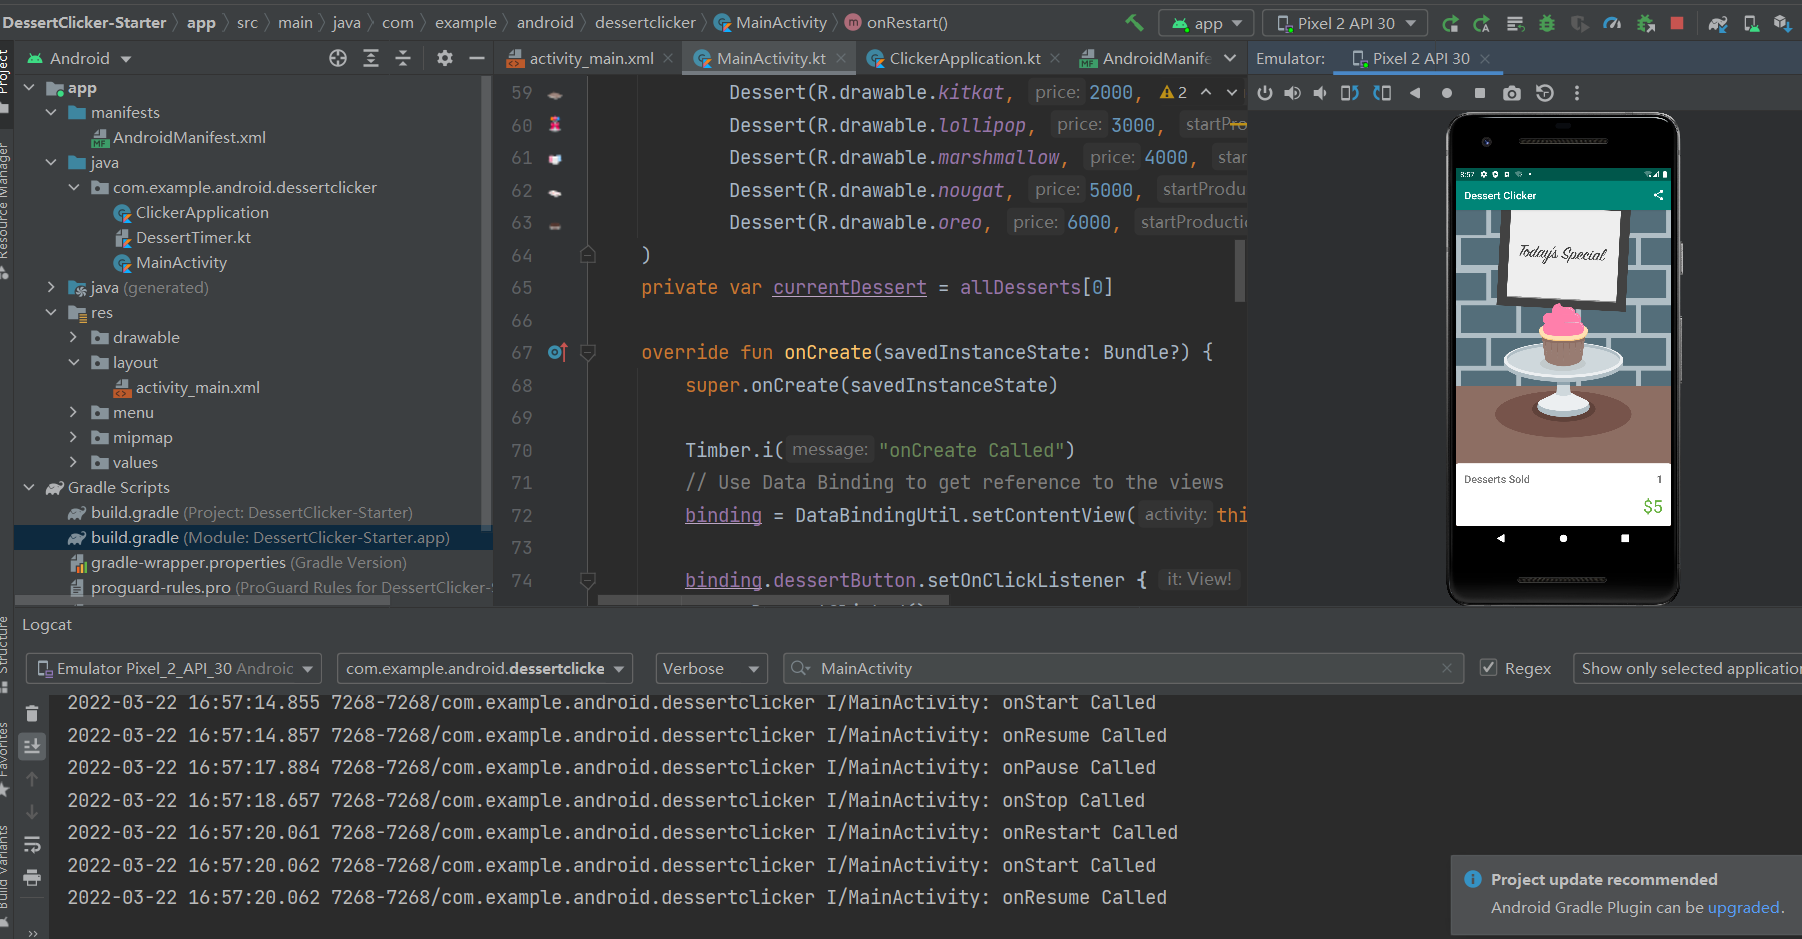 DessertClicker-Starter app src main java com example android dessertclicker MainActivity onRestart() app Pixel 2 API 30
Project
Android
activity_main.xml MainActivity.kt ClickerApplication.kt AndroidManife
Emulator: Pixel 2 API 30
app
manifests
AndroidManifest.xml
java
com.example.android.dessertclicker
ClickerApplication
DessertTimer.kt
MainActivity
java (generated)
res
drawable
layout
activity_main.xml
menu
mipmap
values
Gradle Scripts
build.gradle (Project: DessertClicker-Starter)
build.gradle (Module: DessertClicker-Starter.app)
gradle-wrapper.properties (Gradle Version)
proguard-rules.pro (ProGuard Rules for DessertClicker-
Resource Manager
59 Dessert(R.drawable.kitkat, price: 2000, 2
60 Dessert(R.drawable.lollipop, price: 3000, startPro
61 Dessert(R.drawable.marshmallow, price: 4000, star
62 Dessert(R.drawable.nougat, price: 5000, startProdu
63 Dessert(R.drawable.oreo, price: 6000, startProductio
64 )
65 private var currentDessert = allDesserts[0]
66
67 override fun onCreate(savedInstanceState: Bundle?) {
68 super.onCreate(savedInstanceState)
69
70 Timber.i( message: "onCreate Called")
71 // Use Data Binding to get reference to the views
72 binding = DataBindingUtil.setContentView( activity: thi
73
74 binding.dessertButton.setOnClickListener { it: View!
8:57
Dessert Clicker
Today's Special
Desserts Sold 1
$5
Logcat
Emulator Pixel_2_API_30 Androic com.example.android.dessertclicke Verbose MainActivity Regex Show only selected application
2022-03-22 16:57:14.855 7268-7268/com.example.android.dessertclicker I/MainActivity: onStart Called
2022-03-22 16:57:14.857 7268-7268/com.example.android.dessertclicker I/MainActivity: onResume Called
2022-03-22 16:57:17.884 7268-7268/com.example.android.dessertclicker I/MainActivity: onPause Called
2022-03-22 16:57:18.657 7268-7268/com.example.android.dessertclicker I/MainActivity: onStop Called
2022-03-22 16:57:20.061 7268-7268/com.example.android.dessertclicker I/MainActivity: onRestart Called
2022-03-22 16:57:20.062 7268-7268/com.example.android.dessertclicker I/MainActivity: onStart Called
2022-03-22 16:57:20.062 7268-7268/com.example.android.dessertclicker I/MainActivity: onResume Called
Structure
Favorites
Build Variants
Project update recommended
Android Gradle Plugin can be upgraded.